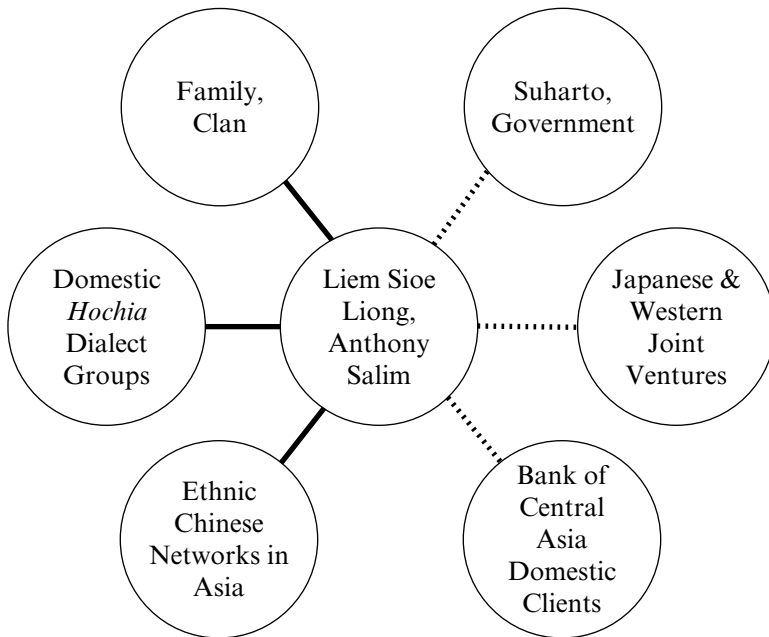 Family,
Clan
Suharto,
Government
Domestic
Hochia
Dialect
Groups
Liem Sioe
Liong,
Anthony
Salim
Japanese &
Western
Joint
Ventures
Ethnic
Chinese
Networks in
Asia
Bank of
Central
Asia
Domestic
Clients